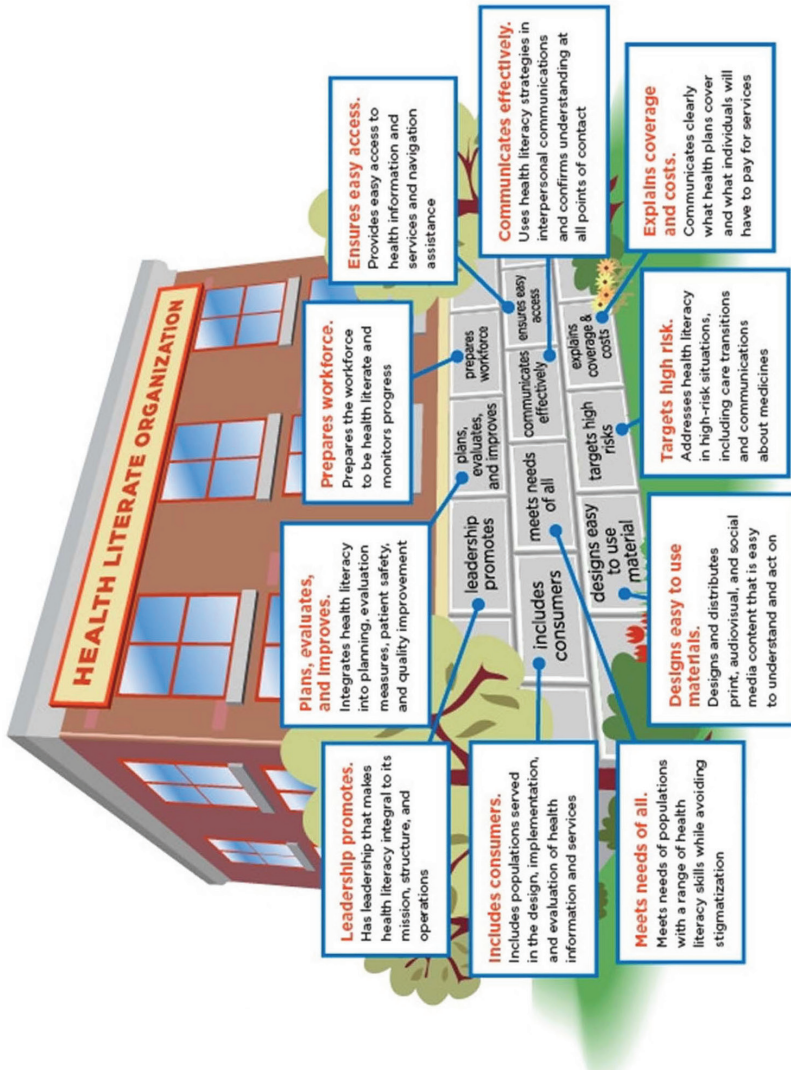 HEALTH LITERATE ORGANIZATION
Leadership promotes.
Has leadership that makes
health literacy integral to its
mission, structure, and
operations
Plans, evaluates,
and improves.
Integrates health literacy
into planning, evaluation
measures, patient safety,
and quality improvement
Prepares workforce.
Prepares the workforce
to be health literate and
monitors progress
Ensures easy access.
Provides easy access to
health information and
services and navigation
assistance
Includes consumers.
Includes populations served
in the design, implementation,
and evaluation of health
information and services
leadership
promotes
plans,
evaluates,
and improves
prepares
workforce
includes
consumers
meets needs
of all
communicates
effectively
ensures easy
access
designs easy
to use
material
targets high
risks
explains
coverage &
costs
Communicates effectively.
Uses health literacy strategies in
interpersonal communications
and confirms understanding at
all points of contact
Meets needs of all.
Meets needs of populations
with a range of health
literacy skills while avoiding
stigmatization
Designs easy to use
materials.
Designs and distributes
print, audiovisual, and social
media content that is easy
to understand and act on
Targets high risk.
Addresses health literacy
in high-risk situations,
including care transitions
and communications
about medicines
Explains coverage
and costs.
Communicates clearly
what health plans cover
and what individuals will
have to pay for services